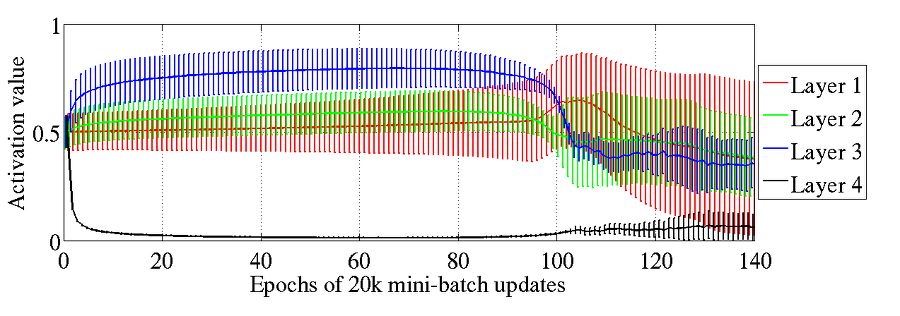 1
0.5
0
Activation value
0 20 40 60 80 100 120 140
Epochs of 20k mini-batch updates
Layer 1
Layer 2
Layer 3
Layer 4